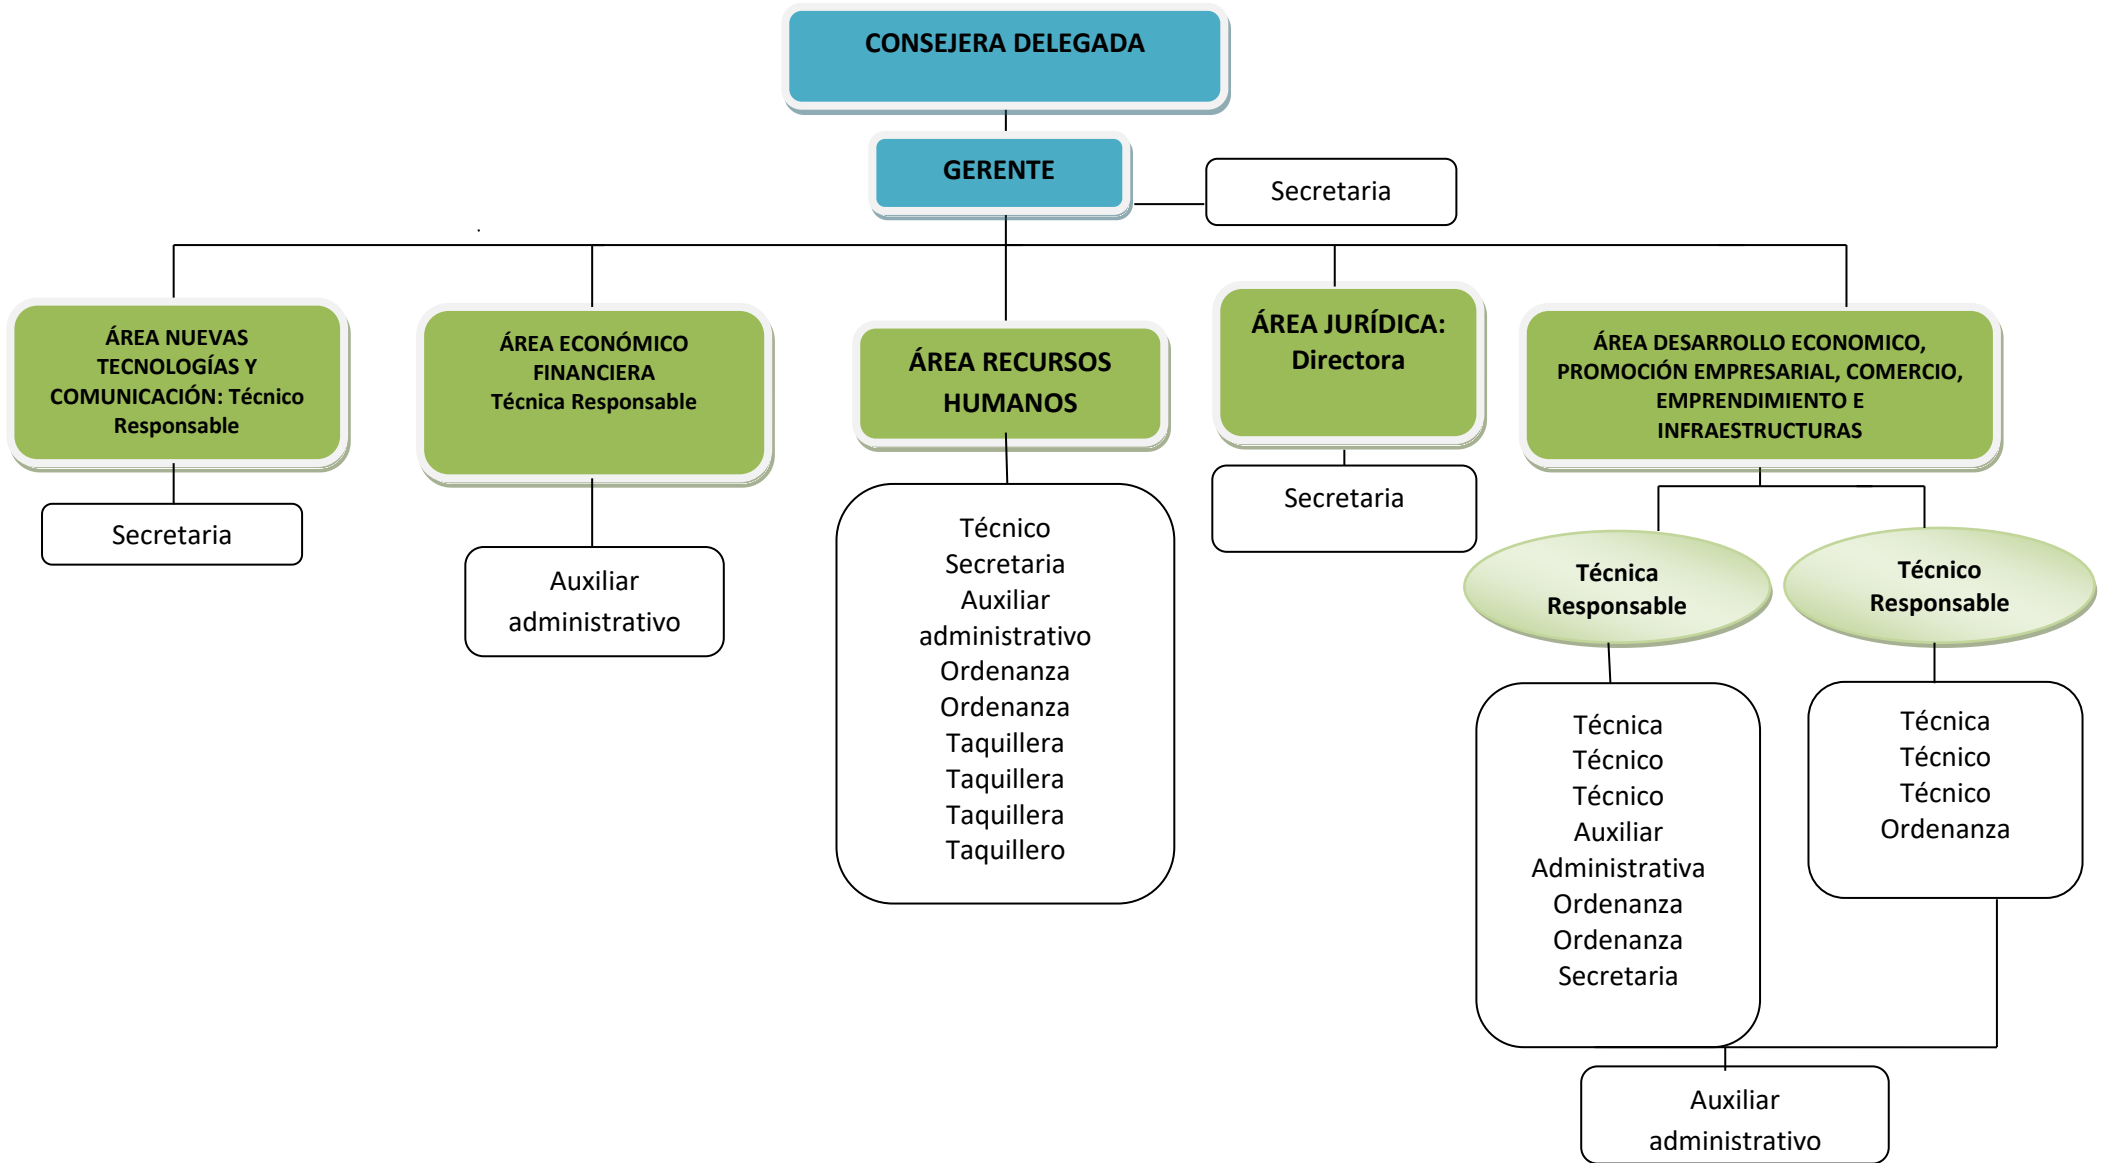 CONSEJERA DELEGADA
GERENTE
Secretaria
ÁREA NUEVAS
TECNOLOGÍAS Y
COMUNICACIÓN: Técnico
Responsable
Secretaria
ÁREA ECONÓMICO
FINANCIERA
Técnica Responsable
Auxiliar
administrativo
ÁREA RECURSOS
HUMANOS
Técnico
Secretaria
Auxiliar
administrativo
Ordenanza
Ordenanza
Taquillera
Taquillera
Taquillera
Taquillero
ÁREA JURÍDICA:
Directora
Secretaria
ÁREA DESARROLLO ECONOMICO,
PROMOCIÓN EMPRESARIAL, COMERCIO,
EMPRENDIMIENTO E
INFRAESTRUCTURAS
Técnica
Responsable
Técnica
Técnico
Técnico
Auxiliar
Administrativa
Ordenanza
Ordenanza
Secretaria
Técnico
Responsable
Técnica
Técnico
Técnico
Ordenanza
Auxiliar
administrativo